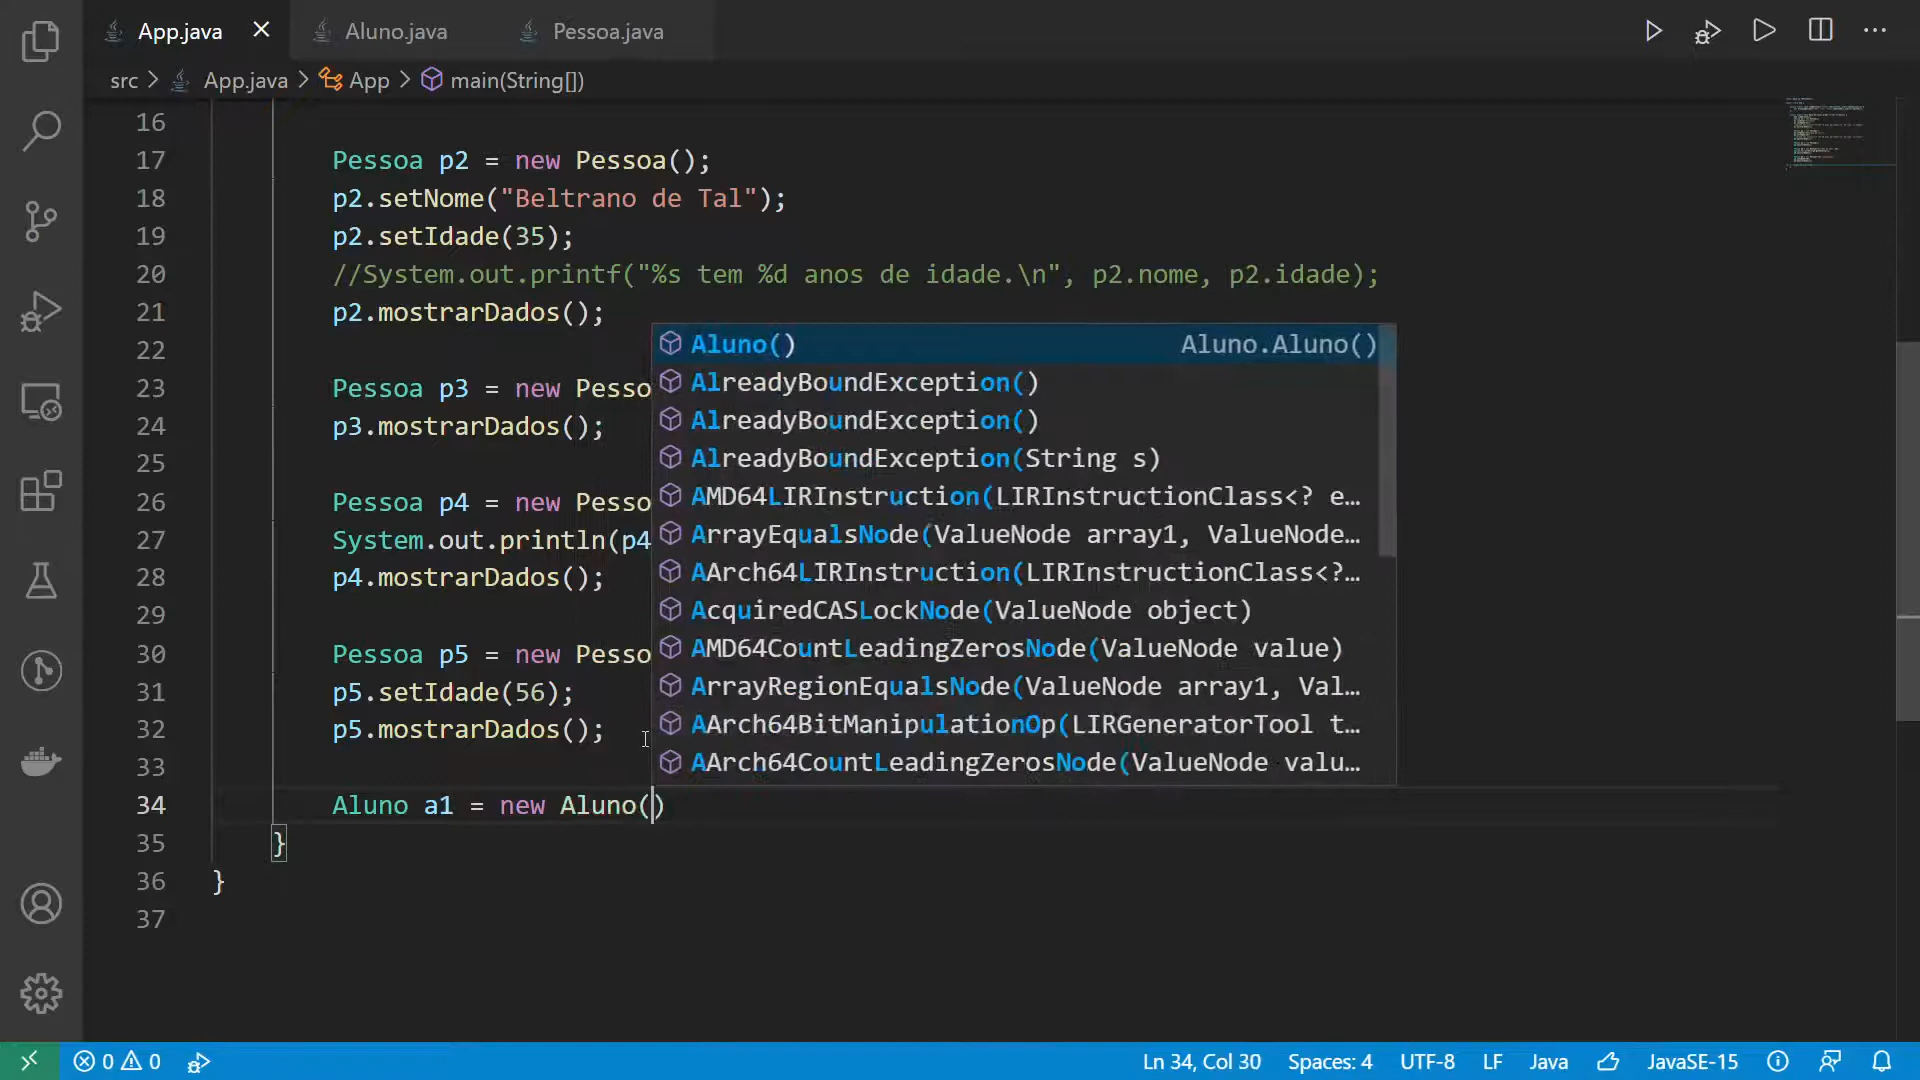 App.java
Aluno.java
Pessoa.java
src > App.java > App > main(String[])
16
17 Pessoa p2 = new Pessoa();
18 p2.setNome("Beltrano de Tal");
19 p2.setIdade(35);
20 //System.out.printf("%s tem %d anos de idade.\n", p2.nome, p2.idade);
21 p2.mostrarDados();
22
23 Pessoa p3 = new Pesso
24 p3.mostrarDados();
25
26 Pessoa p4 = new Pesso
27 System.out.println(p4
28 p4.mostrarDados();
29
30 Pessoa p5 = new Pesso
31 p5.setIdade(56);
32 p5.mostrarDados();
33
34 Aluno a1 = new Aluno()
35 }
36 }
37
Aluno() Aluno.Aluno()
AlreadyBoundException()
AlreadyBoundException()
AlreadyBoundException(String s)
AMD64LIRInstruction(LIRInstructionClass<? e…
ArrayEqualsNode(ValueNode array1, ValueNode…
AArch64LIRInstruction(LIRInstructionClass<?…
AcquiredCASLockNode(ValueNode object)
AMD64CountLeadingZerosNode(ValueNode value)
ArrayRegionEqualsNode(ValueNode array1, Val…
AArch64BitManipulationOp(LIRGeneratorTool t…
AArch64CountLeadingZerosNode(ValueNode valu…
0 0 Ln 34, Col 30 Spaces: 4 UTF-8 LF Java JavaSE-15